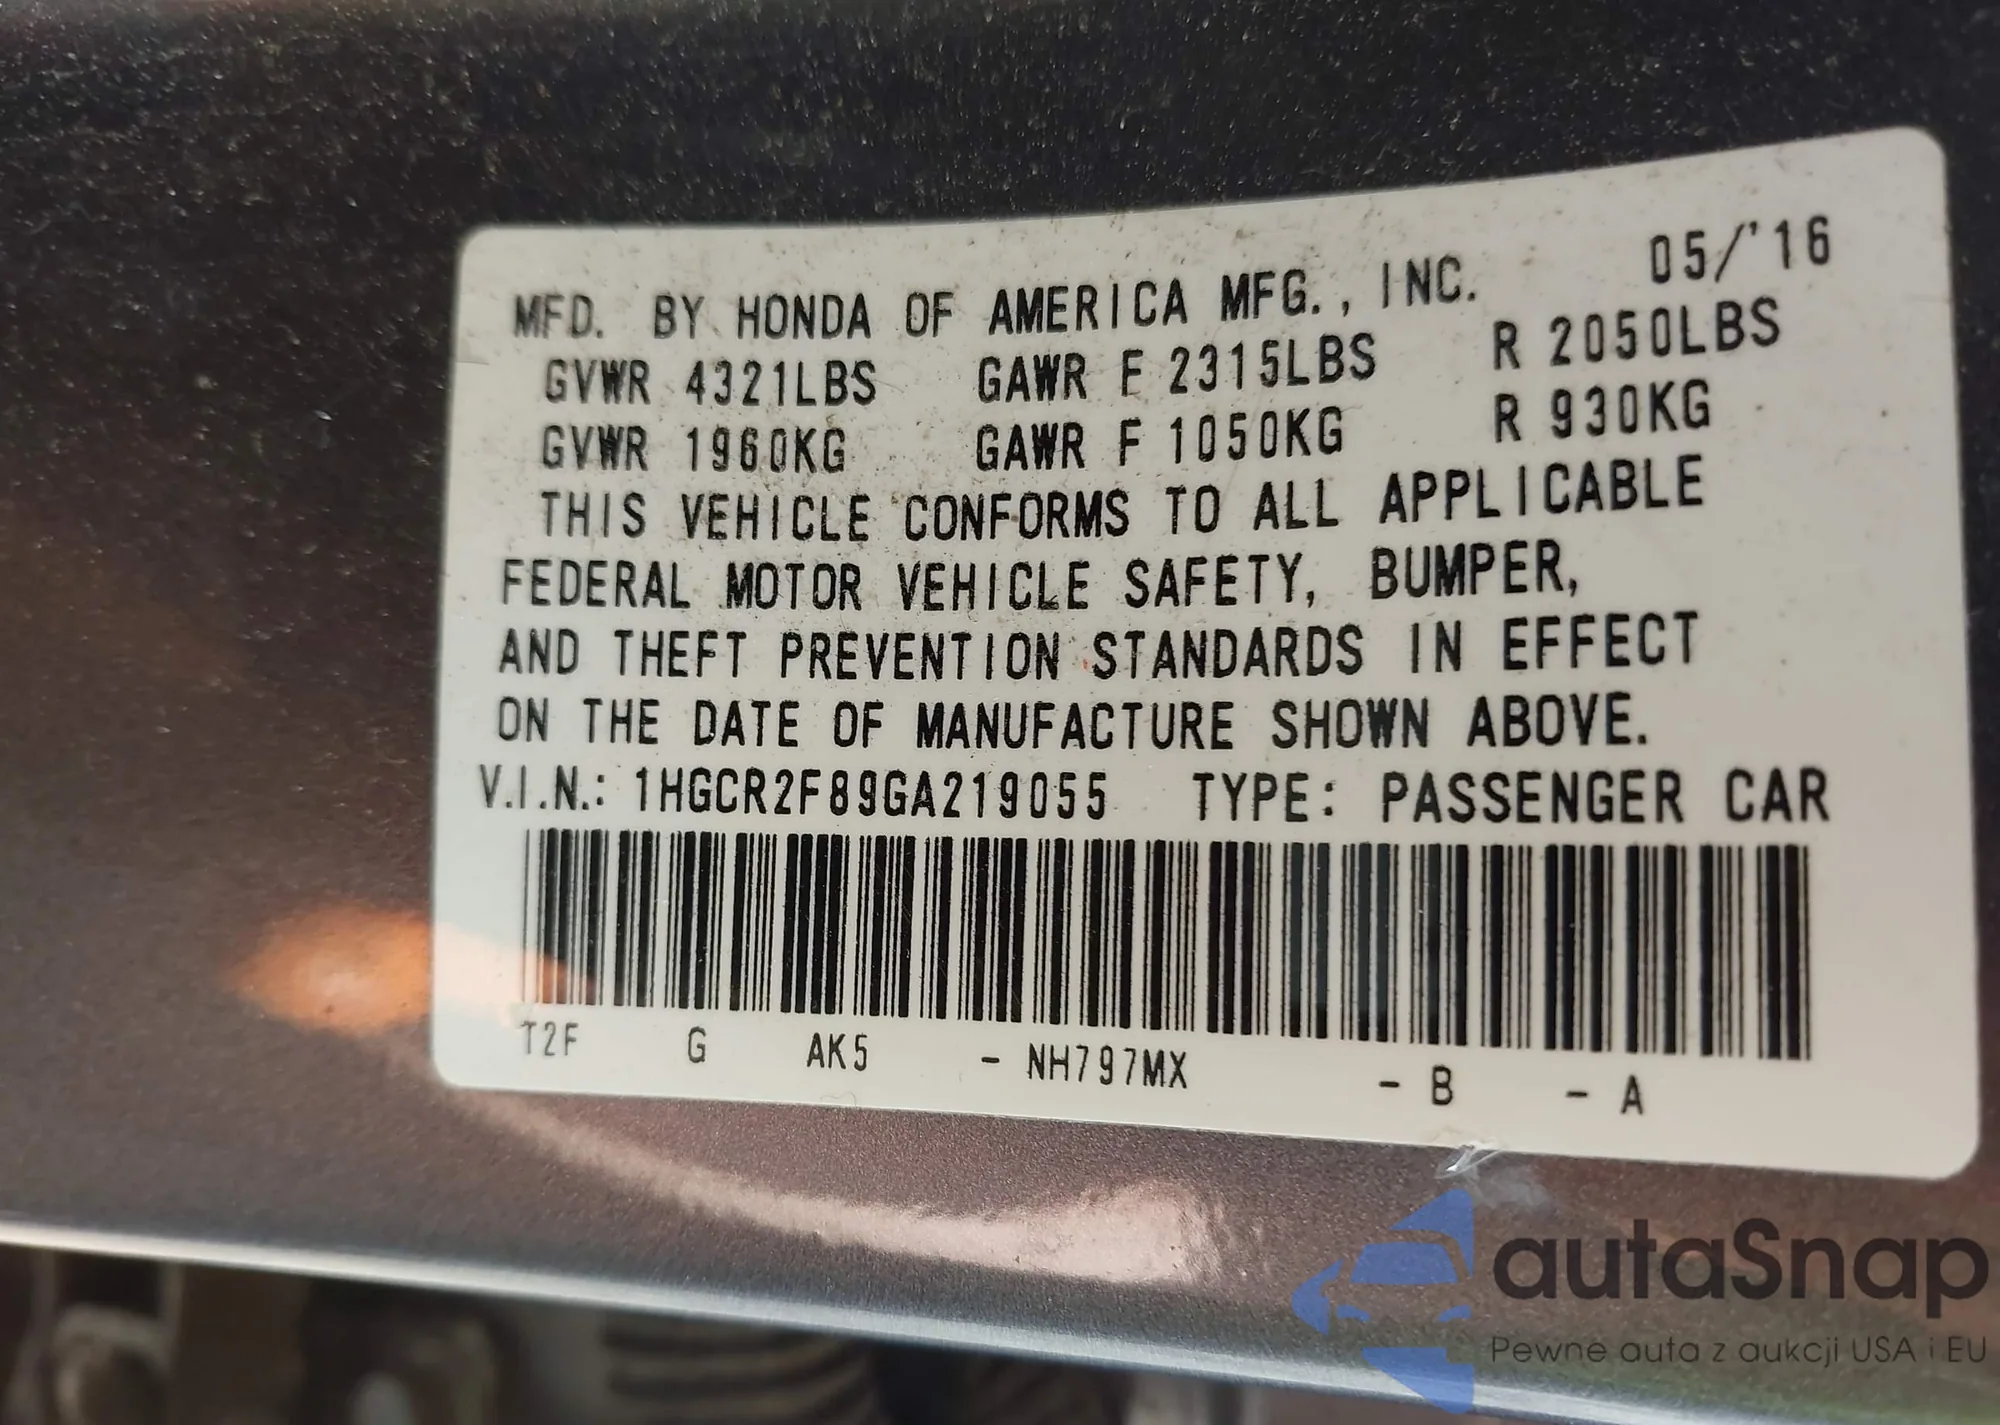 MFD. BY HONDA OF AMERICA MFG., INC. 05/'16
GVWR 4321LBS GAWR F 2315LBS R 2050LBS
GVWR 1960KG GAWR F 1050KG R 930KG
THIS VEHICLE CONFORMS TO ALL APPLICABLE
FEDERAL MOTOR VEHICLE SAFETY, BUMPER,
AND THEFT PREVENTION STANDARDS IN EFFECT
ON THE DATE OF MANUFACTURE SHOWN ABOVE.
V.I.N.: 1HGCR2F89GA219055 TYPE: PASSENGER CAR
T2F G AK5 - NH797MX - B - A
autaSnap
Pewne auta z aukcji USA i EU